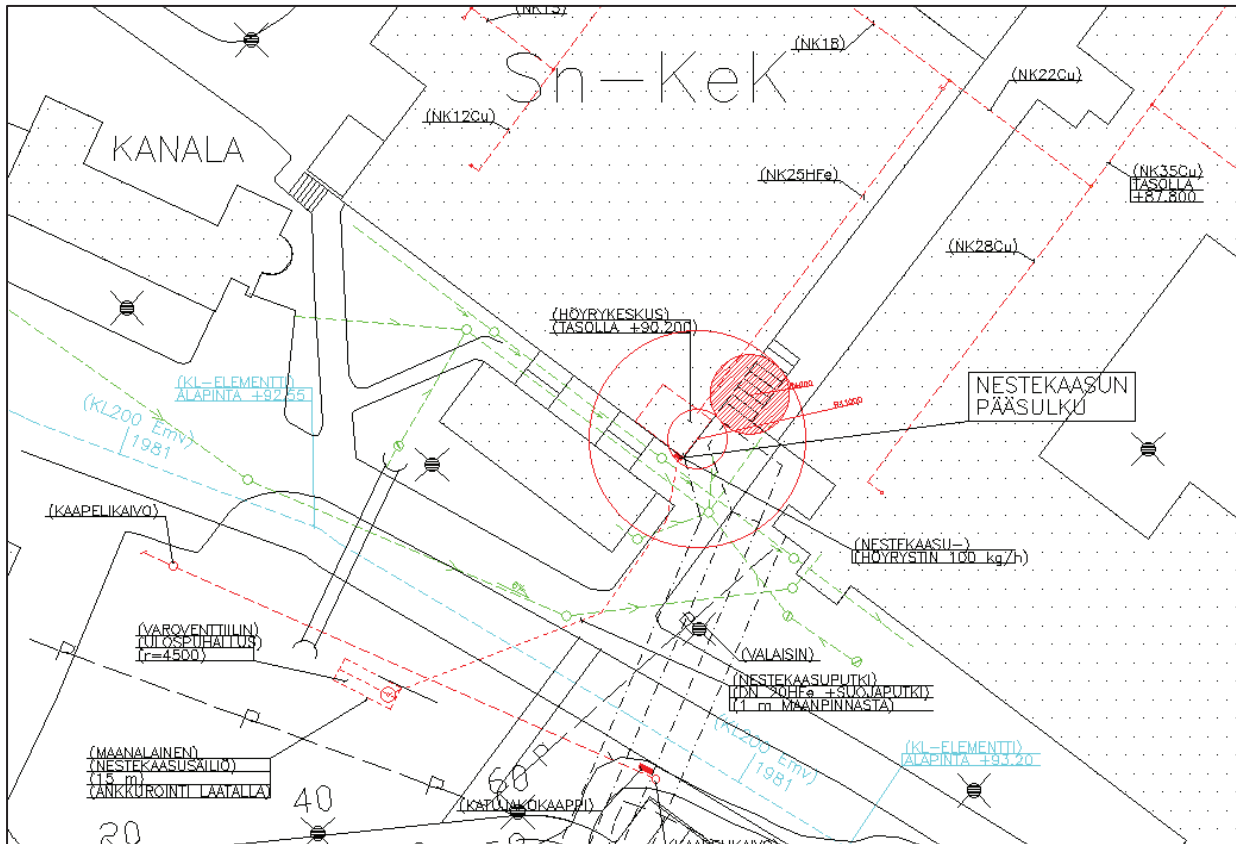 (NK15)
(NK18)
Sn-KeK
(NK22Cu)
(NK12Cu)
KANALA
(NK25HFe)
(NK35Cu)
TASOLLA
+87.800
(NK28Cu)
(HÖYRYKESKUS)
(TASOLLA +90.200)
NESTEKAASUN
PÄÄSULKU
(KL-ELEMENTTI)
ALAPINTA +92.55
(KL200 Emv)
1981
(KAAPELIKAIVO)
(NESTEKAASU-)
(HÖYRYSTIN 100 kg/h)
(VAROVENTTIILIN)
(ULOSPUHALLUS)
(r=4500)
(VALAISIN)
(NESTEKAASUPUTKI)
(DN 20HFe +SUOJAPUTKI)
(1 m MAANPINNASTA)
(KL200 Emv)
1981
(KL-ELEMENTTI)
ALAPINTA +93.20
(MAANALAINEN)
(NESTEKAASUSÄILIÖ)
(15 m)
(ANKKUROINTI LAATALLA)
60
40
20
(KATUJAKOKAAPPI)
(KAAPELIKAIVO)